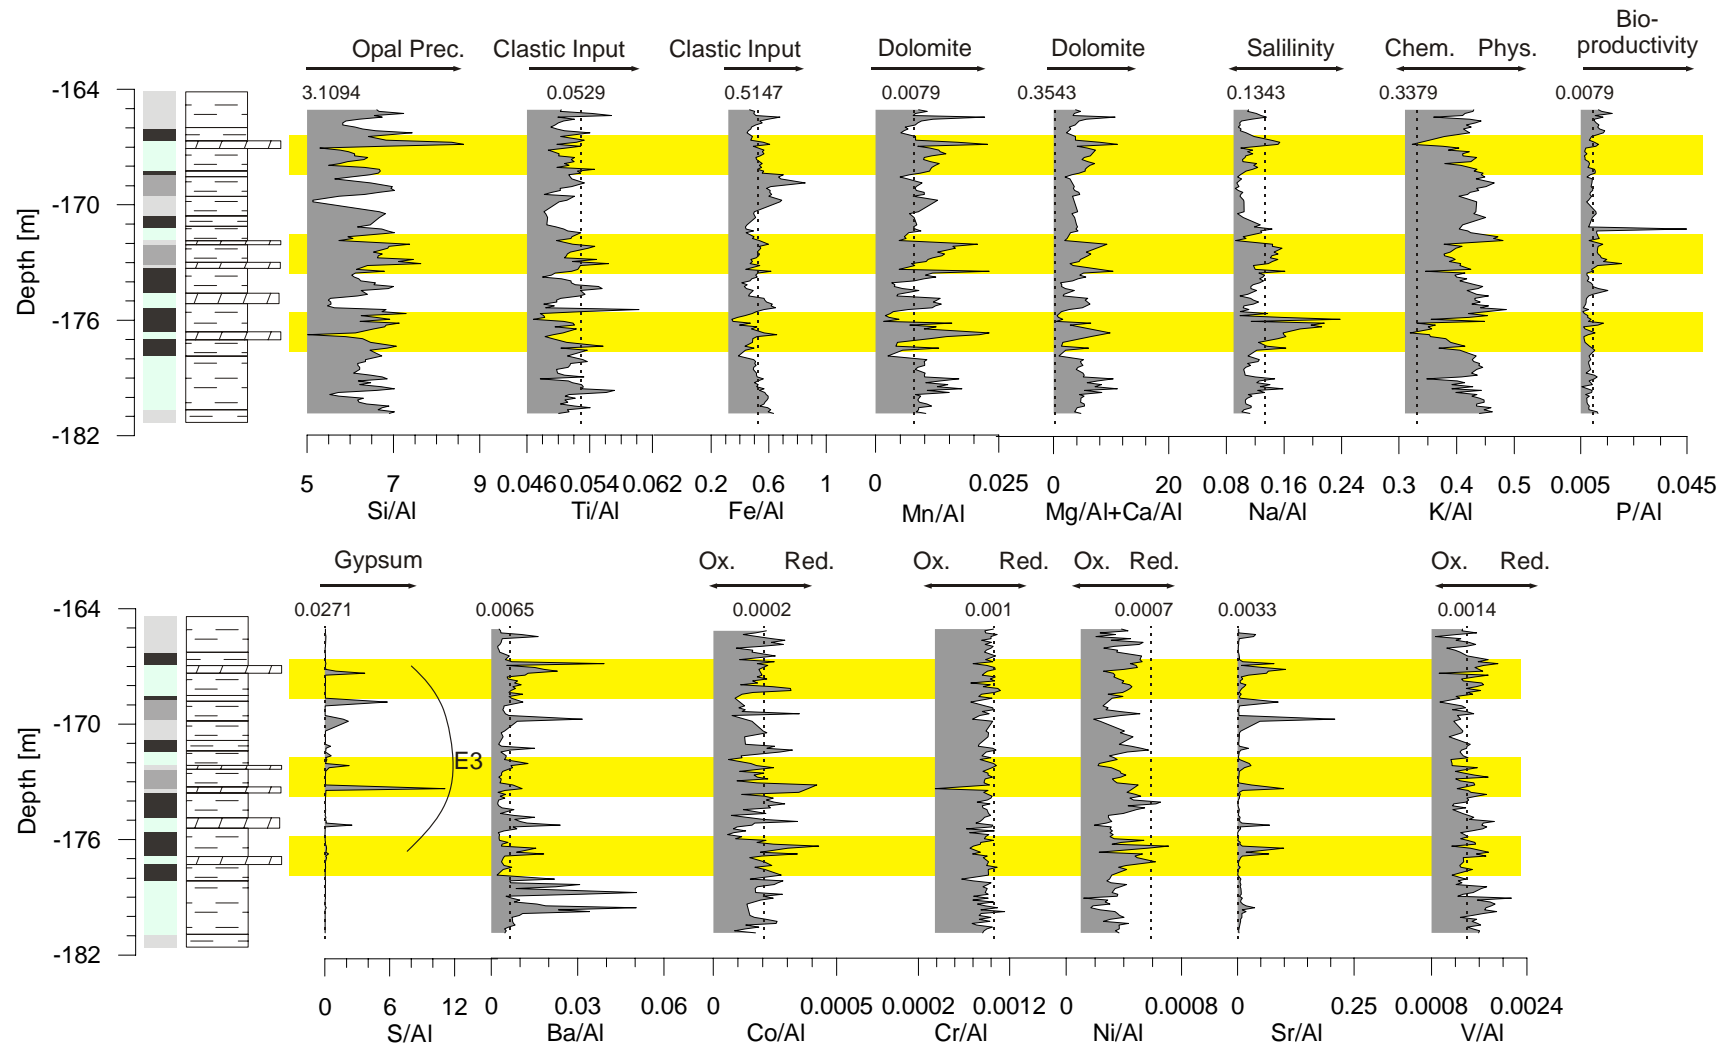 Bio-
Opal Prec. Clastic Input Clastic Input Dolomite Dolomite Salilinity Chem. Phys. productivity
-164 3.1094 0.0529 0.5147 0.0079 0.3543 0.1343 0.3379 0.0079
-170
Depth [m]
-176
-182
5 7 9 0.046 0.054 0.062 0.2 0.6 1 0 0.025 0 20 0.08 0.16 0.24 0.3 0.4 0.5 0.005 0.045
Si/Al Ti/Al Fe/Al Mn/Al Mg/Al+Ca/Al Na/Al K/Al P/Al
Gypsum Ox. Red. Ox. Red. Ox. Red. Ox. Red.
-164 0.0271 0.0065 0.0002 0.001 0.0007 0.0033 0.0014
-170
E3
Depth [m]
-176
-182
0 6 12 0 0.03 0.06 0 0.0005 0.0002 0.0012 0 0.0008 0 0.25 0.0008 0.0024
S/Al Ba/Al Co/Al Cr/Al Ni/Al Sr/Al V/Al